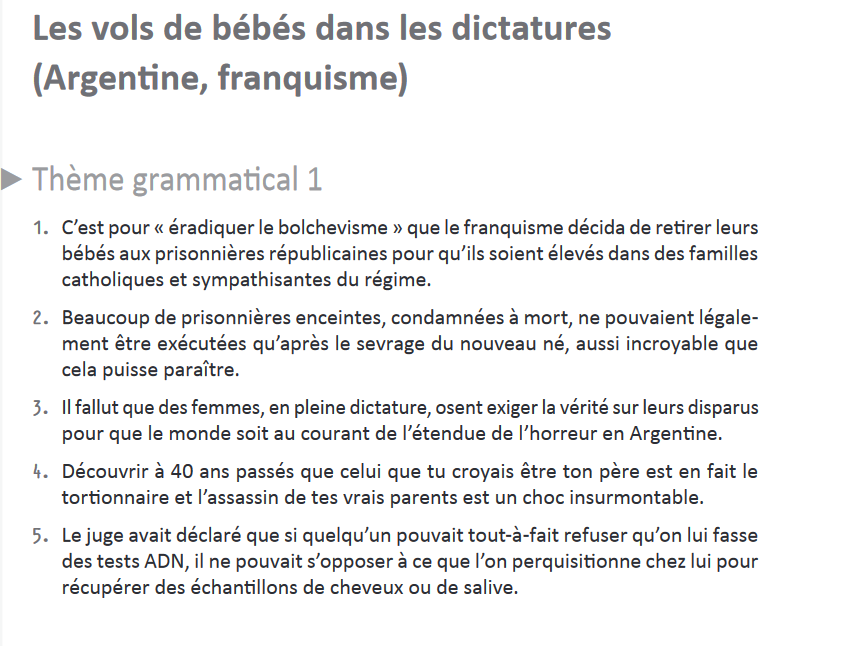 Les vols de bébés dans les dictatures
(Argentine, franquisme)
Thème grammatical 1
1. C’est pour « éradiquer le bolchevisme » que le franquisme décida de retirer leurs
bébés aux prisonnières républicaines pour qu’ils soient élevés dans des familles
catholiques et sympathisantes du régime.
2. Beaucoup de prisonnières enceintes, condamnées à mort, ne pouvaient légale-
ment être exécutées qu’après le sevrage du nouveau né, aussi incroyable que
cela puisse paraître.
3. Il fallut que des femmes, en pleine dictature, osent exiger la vérité sur leurs disparus
pour que le monde soit au courant de l’étendue de l’horreur en Argentine.
4. Découvrir à 40 ans passés que celui que tu croyais être ton père est en fait le
tortionnaire et l’assassin de tes vrais parents est un choc insurmontable.
5. Le juge avait déclaré que si quelqu’un pouvait tout-à-fait refuser qu’on lui fasse
des tests ADN, il ne pouvait s’opposer à ce que l’on perquisitionne chez lui pour
récupérer des échantillons de cheveux ou de salive.